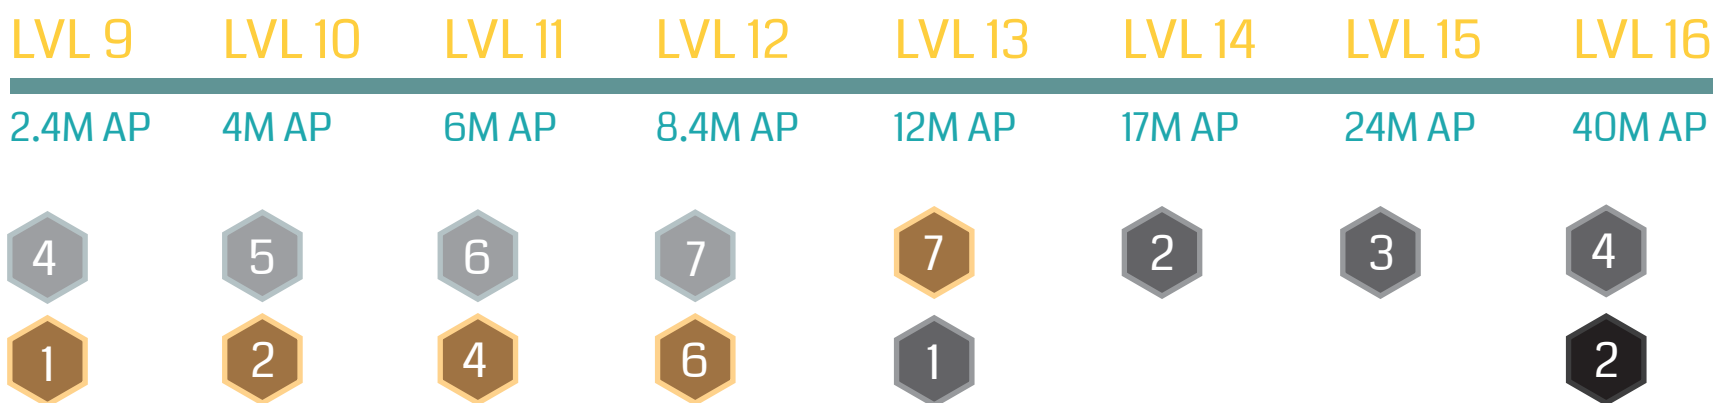 LVL 9 LVL 10 LVL 11 LVL 12 LVL 13 LVL 14 LVL 15 LVL 16
2.4M AP 4M AP 6M AP 8.4M AP 12M AP 17M AP 24M AP 40M AP
4 5 6 7 7 2 3 4
1 2 4 6 1 2